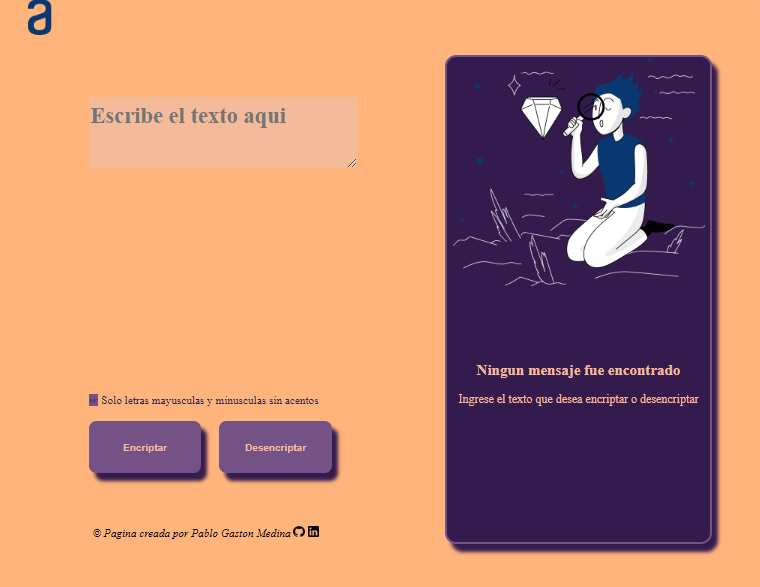 a
Escribe el texto aqui
Solo letras mayusculas y minusculas sin acentos
Encriptar
Desencriptar
© Pagina creada por Pablo Gaston Medina
Ningun mensaje fue encontrado
Ingrese el texto que desea encriptar o desencriptar